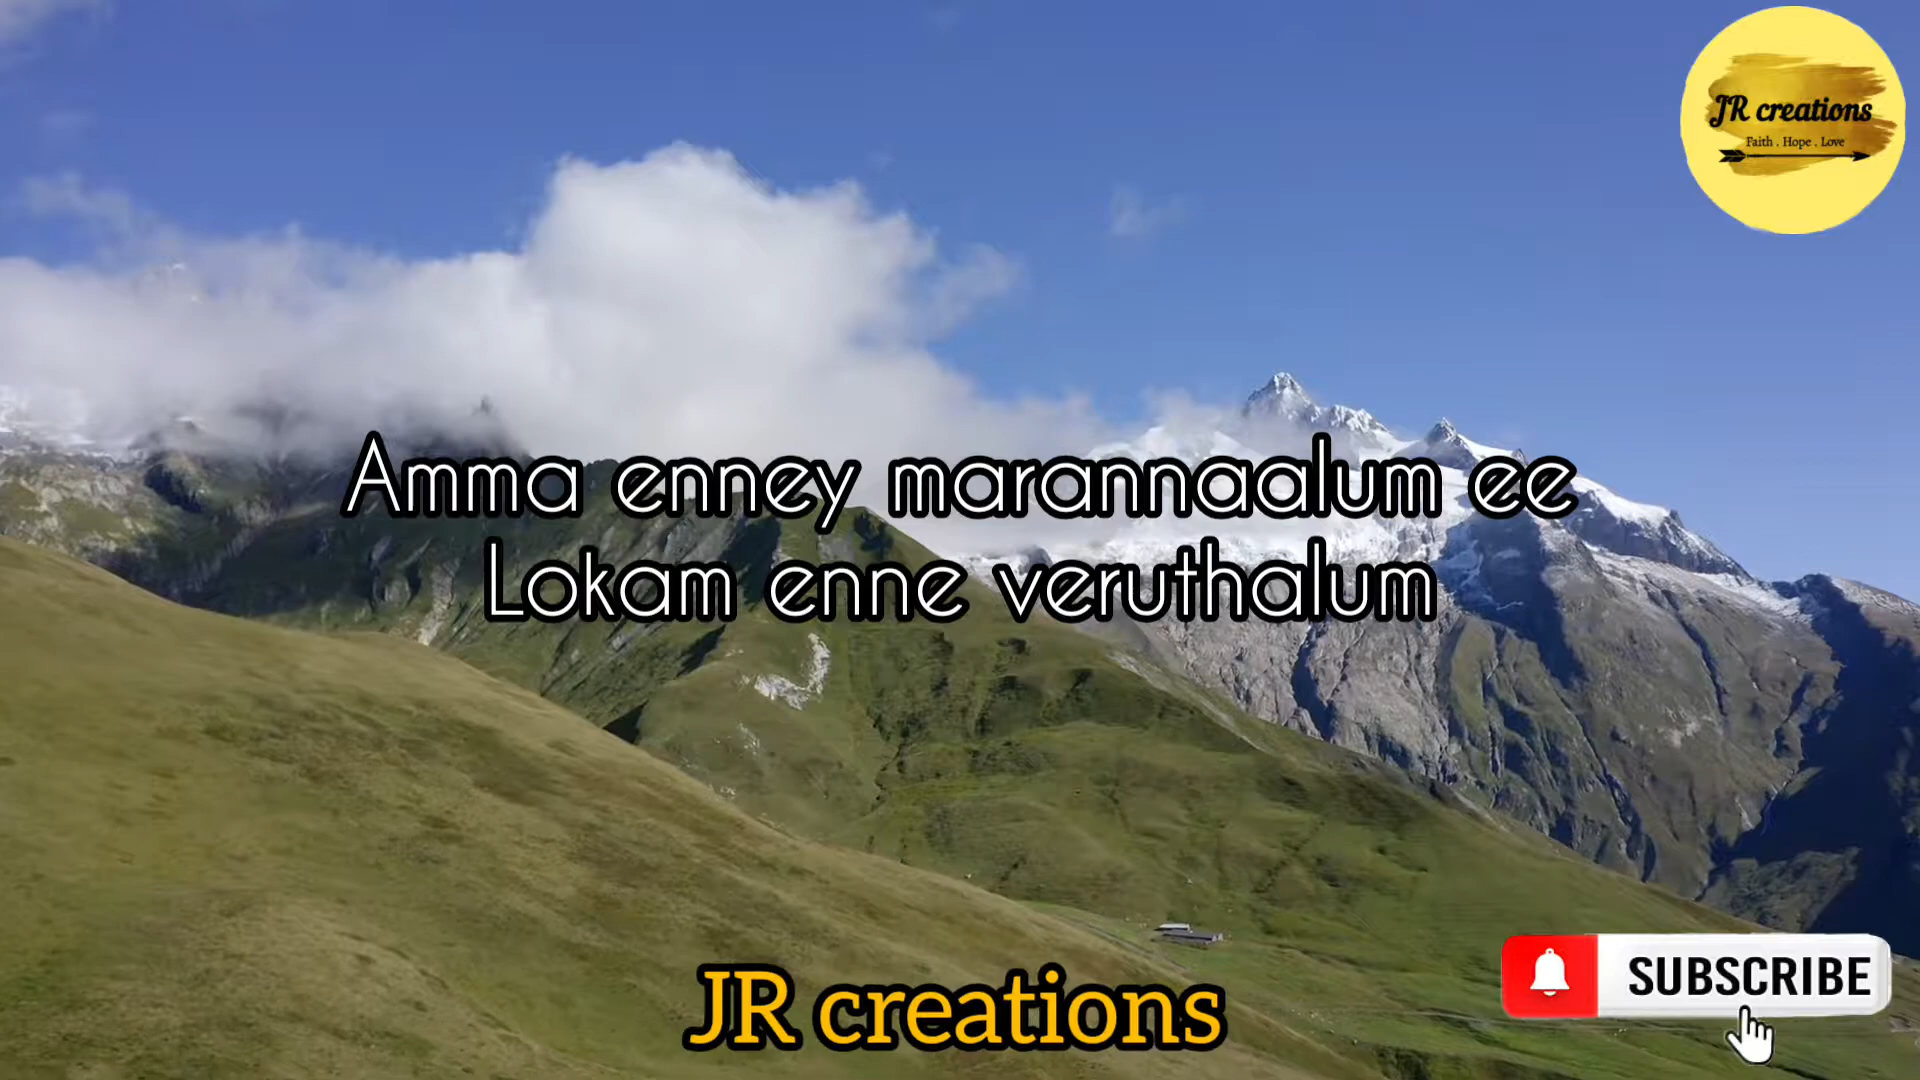 JR creations
Faith . Hope . Love
Amma enney marannaalum ee
Lokam enne veruthalum
SUBSCRIBE
JR creations